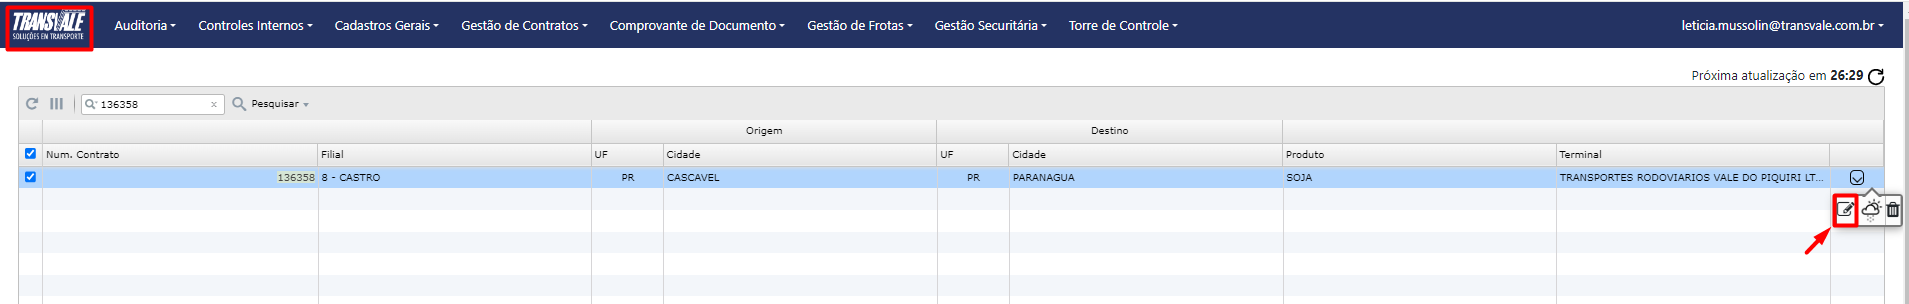 TRANSVALE
SOLUÇÕES EM TRANSPORTE
Auditoria Controles Internos Cadastros Gerais Gestão de Contratos Comprovante de Documento Gestão de Frotas Gestão Securitária Torre de Controle leticia.mussolin@transvale.com.br
Próxima atualização em 26:29
136358 x Pesquisar
Origem Destino
Num. Contrato Filial UF Cidade UF Cidade Produto Terminal
136358 8 - CASTRO PR CASCAVEL PR PARANAGUA SOJA TRANSPORTES RODOVIARIOS VALE DO PIQUIRI LT...